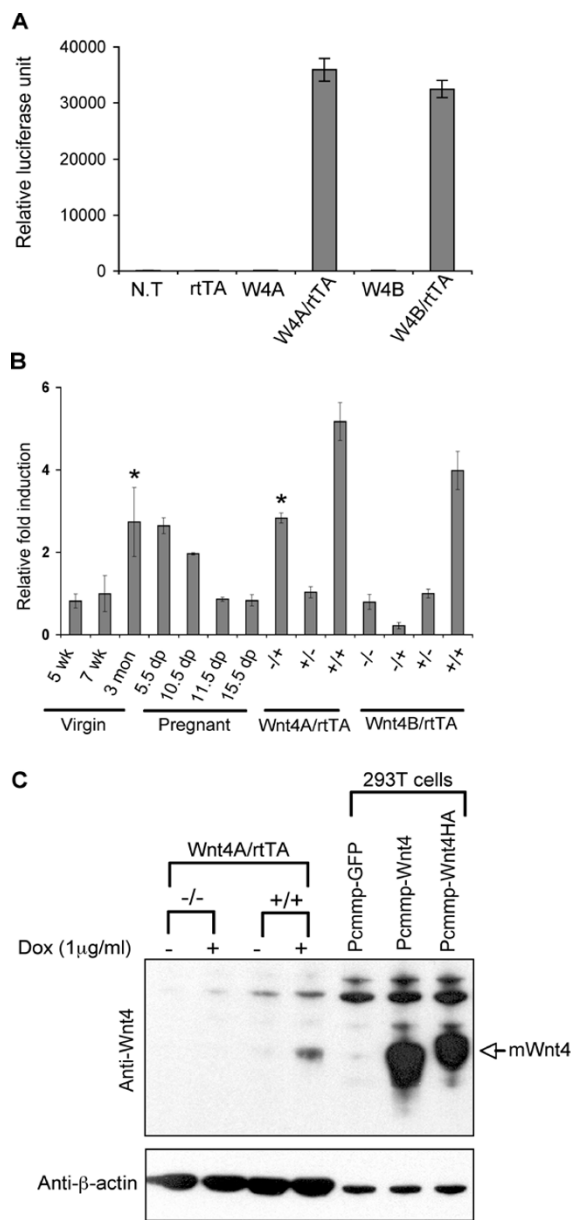 A
Relative luciferase unit
40000
30000
20000
10000
0
N.T
rtTA
W4A
W4A/rtTA
W4B
W4B/rtTA
B
Relative fold induction
6
4
2
0
*
*
5 wk
7 wk
3 mon
5.5 dp
10.5 dp
11.5 dp
15.5 dp
-/+
+/-
+/+
-/-
-/+
+/-
+/+
Virgin
Pregnant
Wnt4A/rtTA
Wnt4B/rtTA
C
293T cells
Wnt4A/rtTA
Pcmmp-GFP
Pcmmp-Wnt4
Pcmmp-Wnt4HA
-/-
+/+
Dox (1µg/ml)
-
+
-
+
Anti-Wnt4
mWnt4
Anti-β-actin